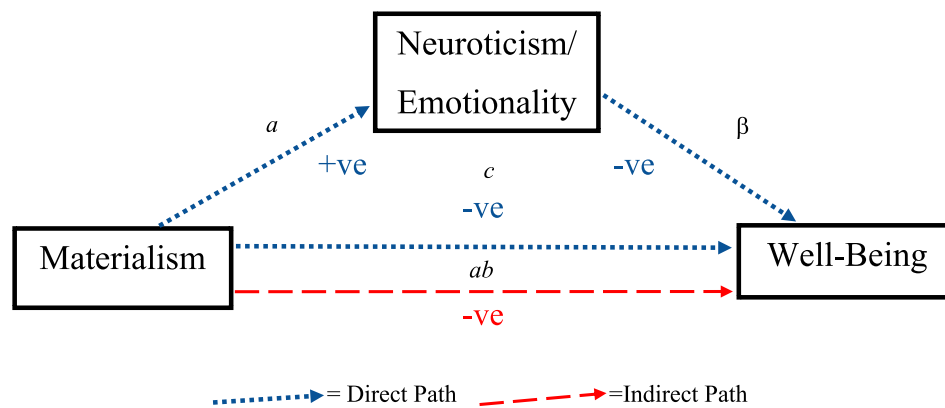 Neuroticism/
Emotionality
a
β
+ve
c
-ve
-ve
Materialism
Well-Being
ab
-ve
= Direct Path
=Indirect Path